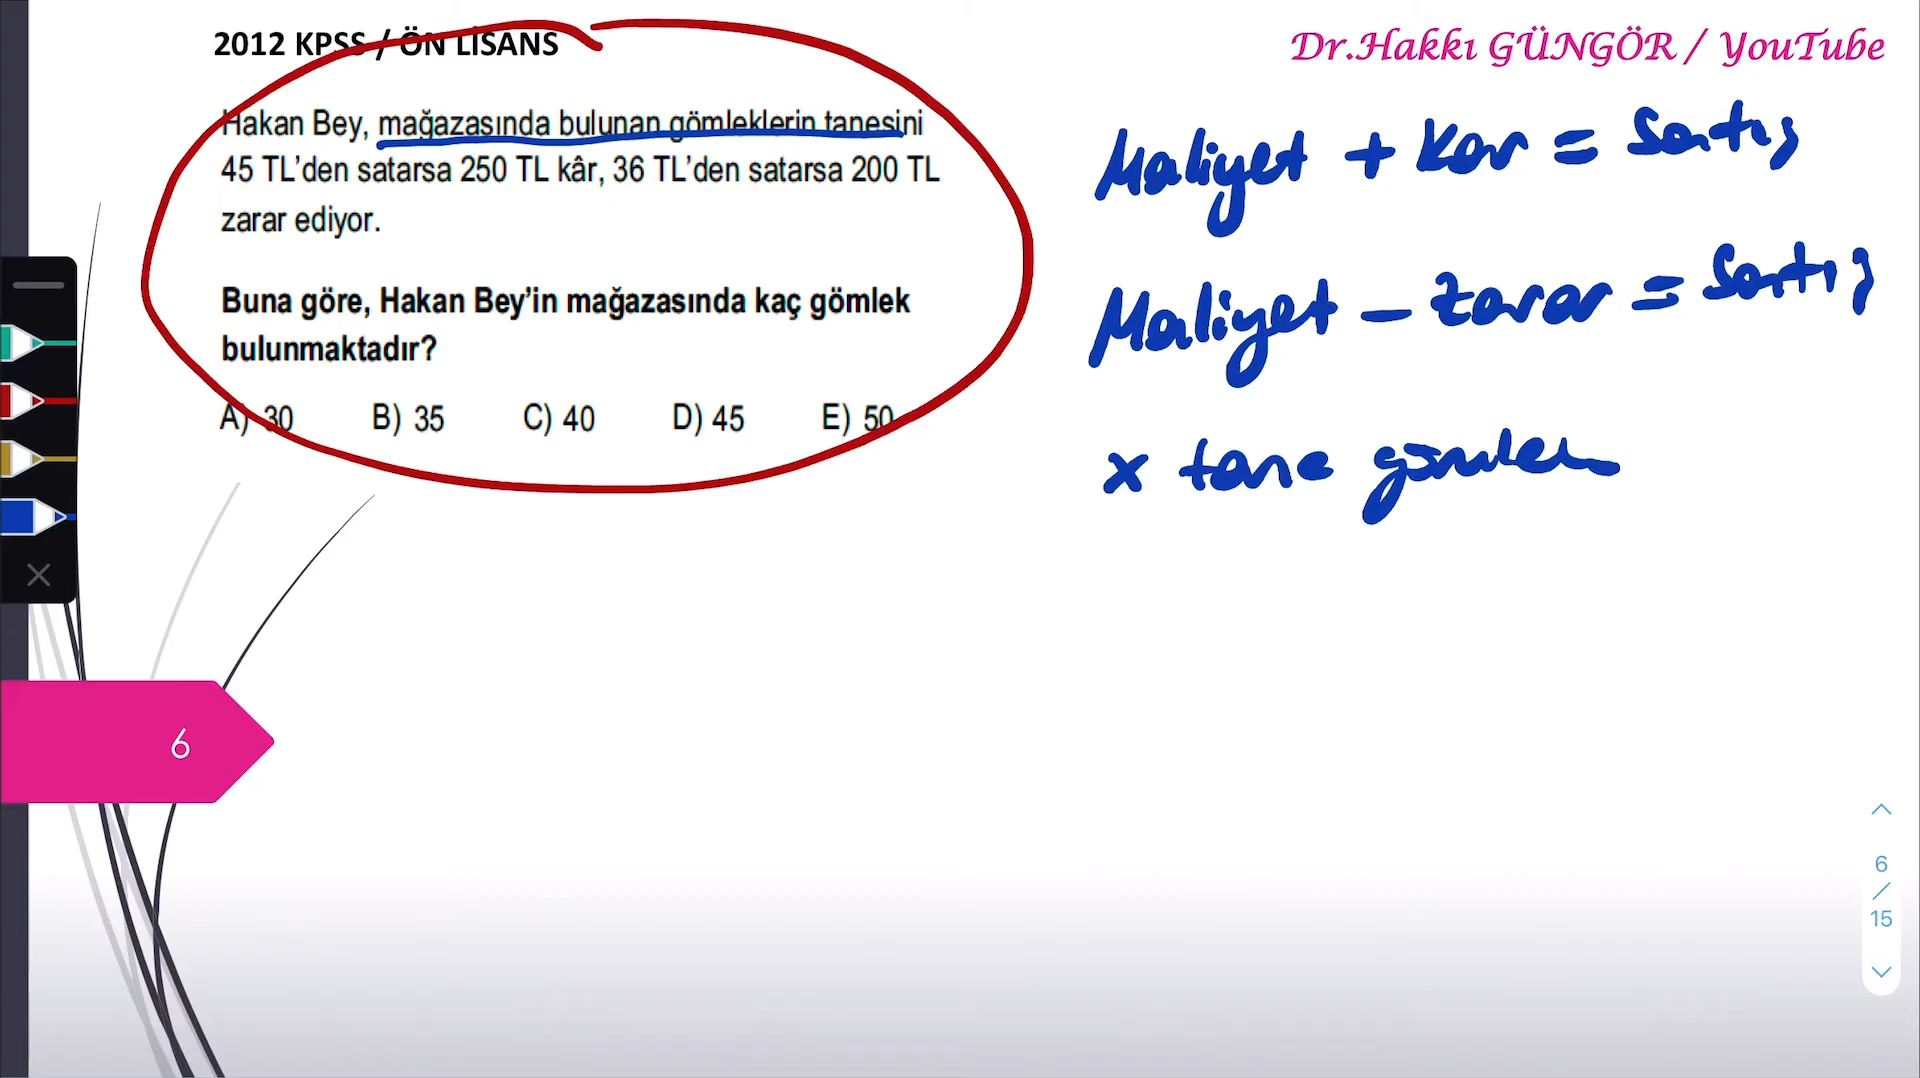 2012 KPSS / ÖN LİSANS
Dr.Hakkı GÜNGÖR / YouTube
Hakan Bey, mağazasında bulunan gömleklerin tanesini
45 TL'den satarsa 250 TL kâr, 36 TL'den satarsa 200 TL
zarar ediyor.
Buna göre, Hakan Bey'in mağazasında kaç gömlek
bulunmaktadır?
A) 30 B) 35 C) 40 D) 45 E) 50
Maliyet + Kar = Satış
Maliyet - Zarar = Satış
x tane gömlek
6
6
/
15